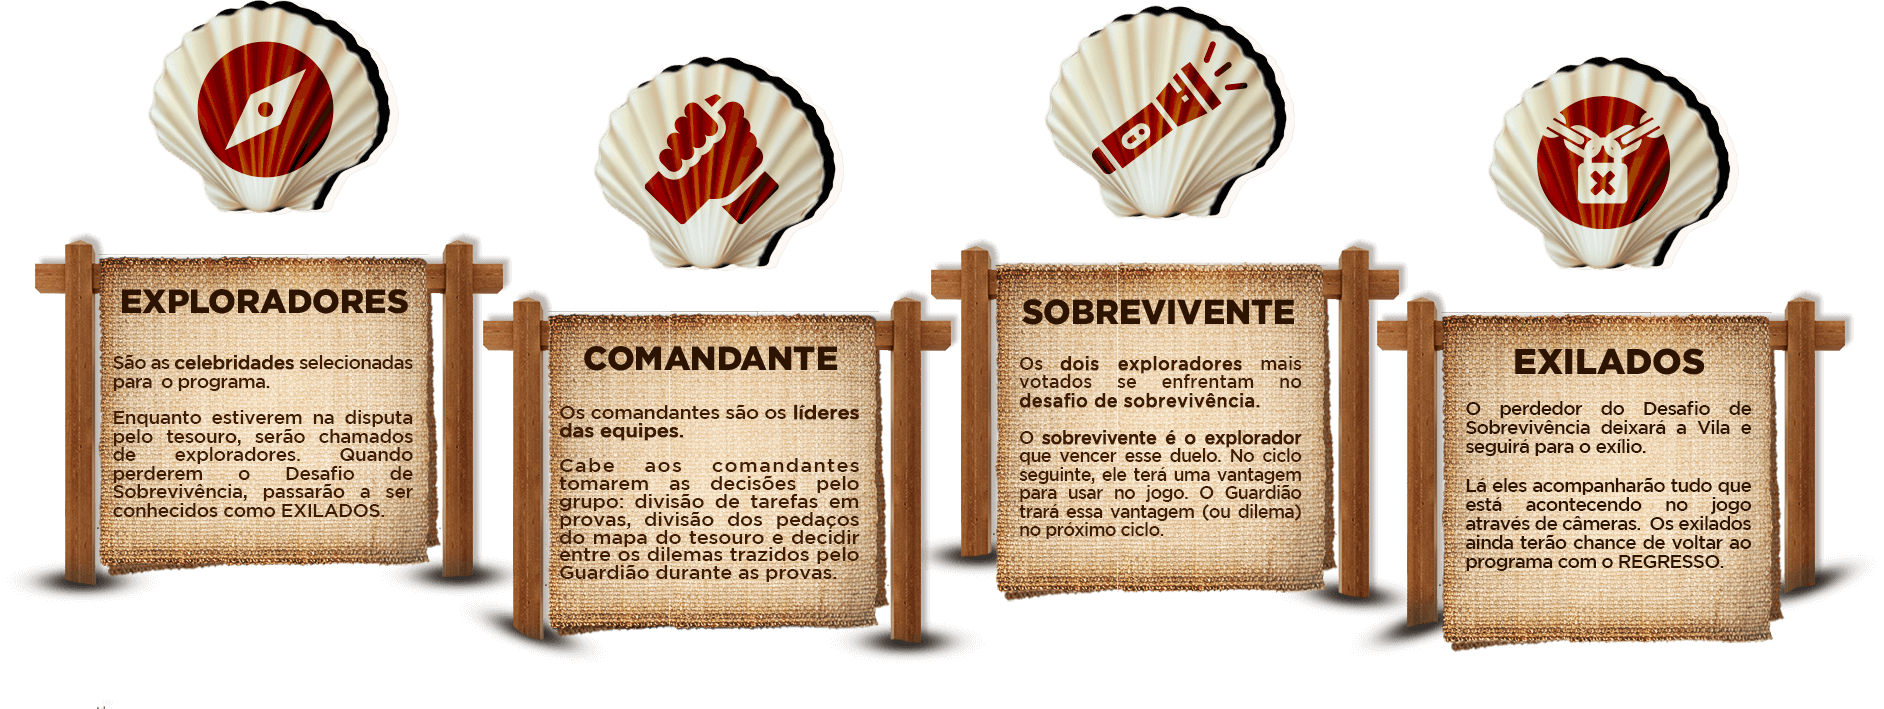 EXPLORADORES
São as celebridades selecionadas
para o programa.
Enquanto estiverem na disputa
pelo tesouro, serão chamados
de exploradores. Quando
perderem o Desafio de
Sobrevivência, passarão a ser
conhecidos como EXILADOS.
COMANDANTE
Os comandantes são os líderes
das equipes.
Cabe aos comandantes
tomarem as decisões pelo
grupo: divisão de tarefas em
provas, divisão dos pedaços
do mapa do tesouro e decidir
entre os dilemas trazidos pelo
Guardião durante as provas.
SOBREVIVENTE
Os dois exploradores mais
votados se enfrentam no
desafio de sobrevivência.
O sobrevivente é o explorador
que vencer esse duelo. No ciclo
seguinte, ele terá uma vantagem
para usar no jogo. O Guardião
trará essa vantagem (ou dilema)
no próximo ciclo.
EXILADOS
O perdedor do Desafio de
Sobrevivência deixará a Vila e
seguirá para o exílio.
Lá eles acompanharão tudo que
está acontecendo no jogo
através de câmeras. Os exilados
ainda terão chance de voltar ao
programa com o REGRESSO.